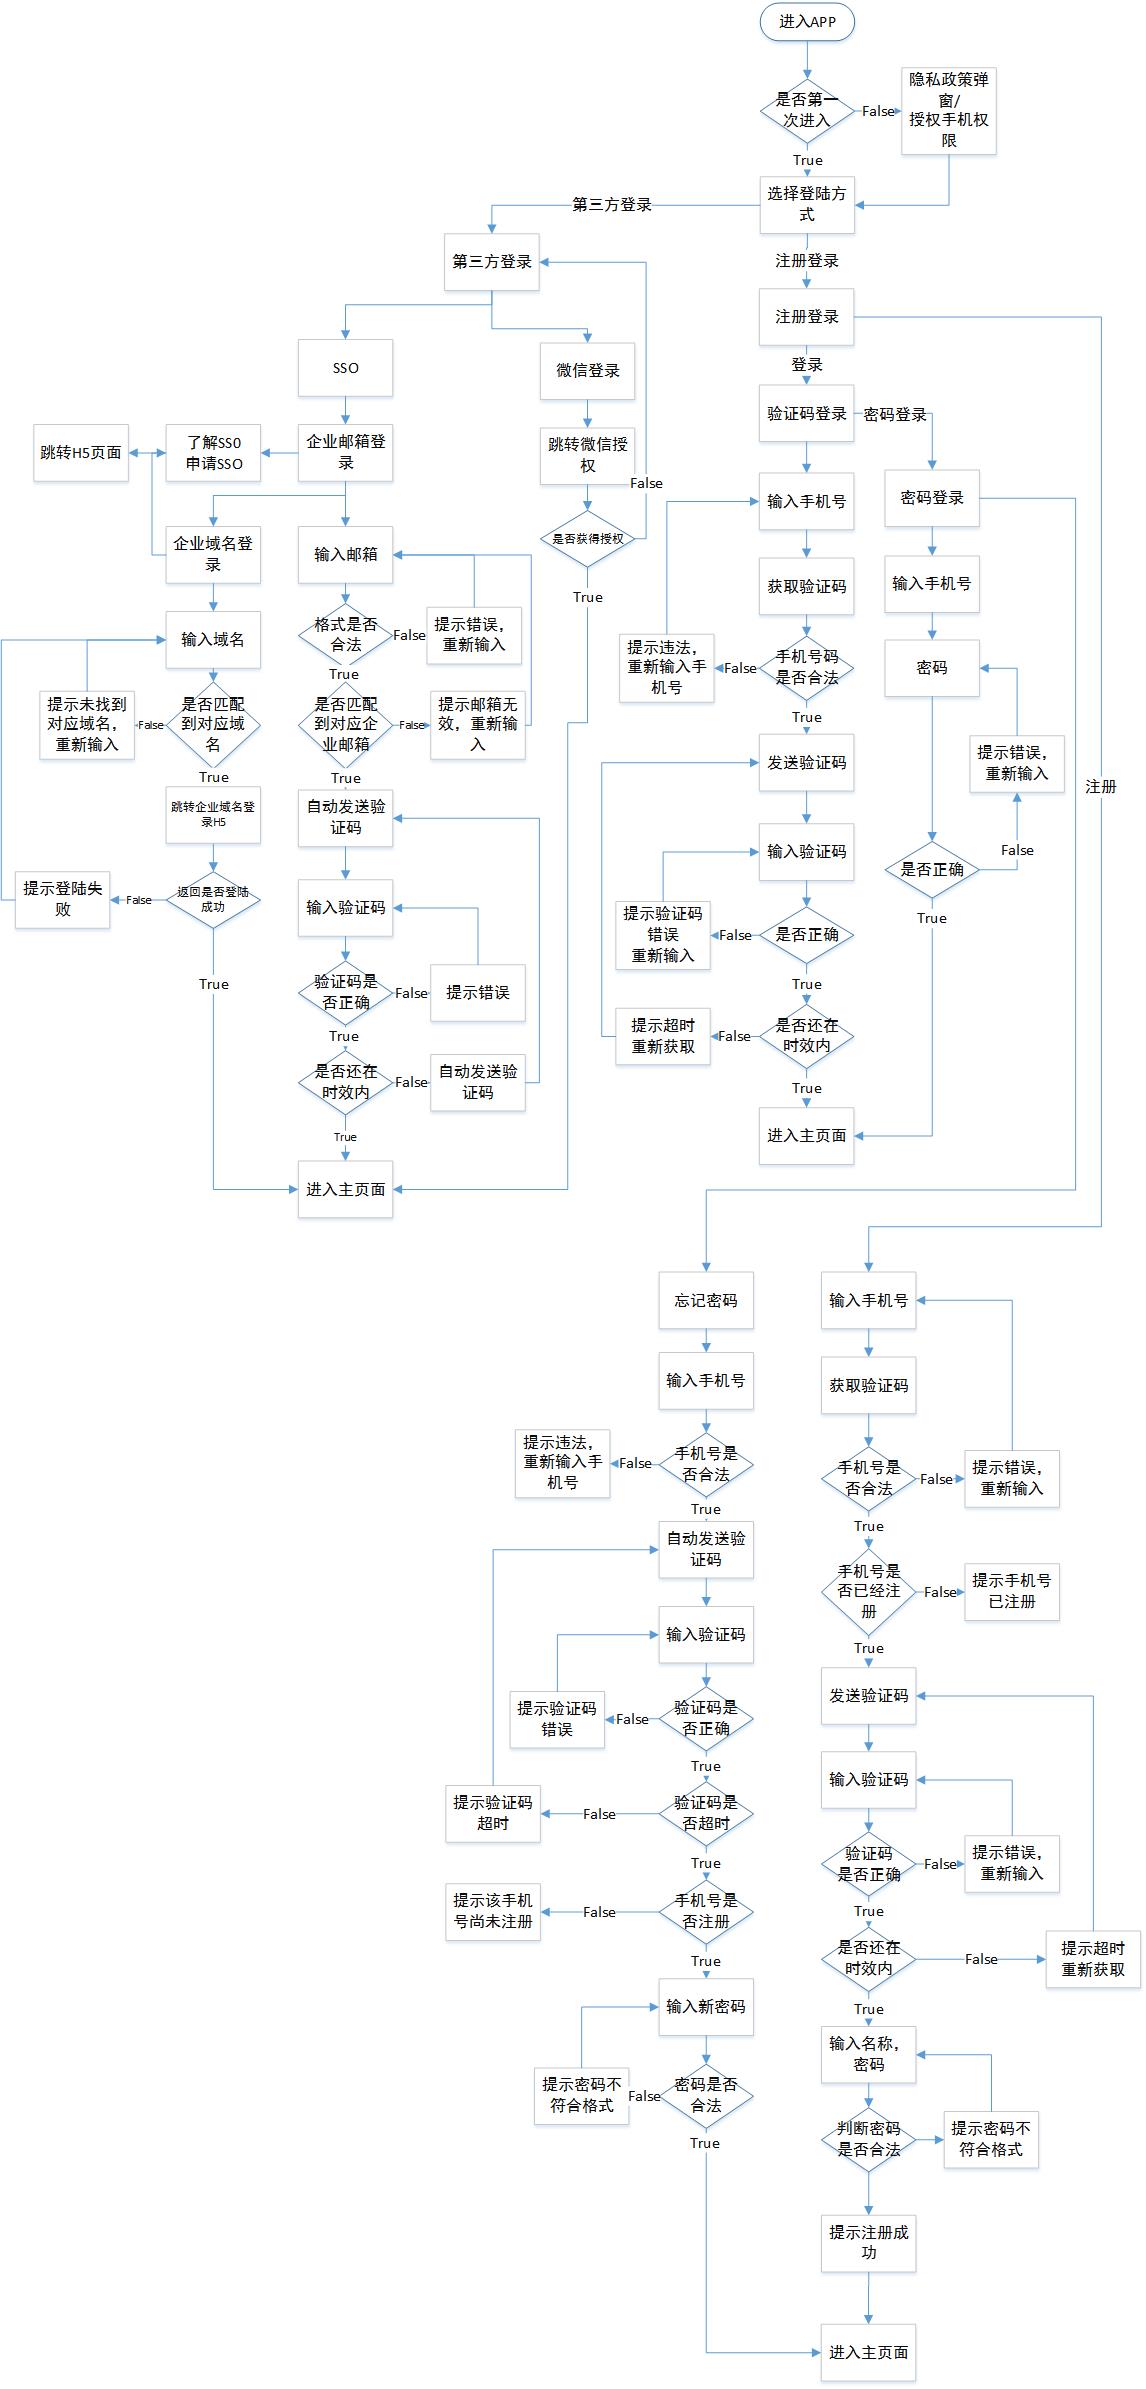 进入APP
是否第一
次进入
False
隐私政策弹
窗/
授权手机权
限
True
选择登陆方
式
第三方登录
注册登录
第三方登录
注册登录
登录
SSO
微信登录
验证码登录
密码登录
跳转H5页面
了解SSO
申请SSO
企业邮箱登
录
跳转微信授
权
False
输入手机号
密码登录
企业域名登
录
输入邮箱
是否获得授权
获取验证码
输入手机号
True
输入域名
格式是否
合法
False
提示错误，
重新输入
提示违法，
重新输入手
机号
False
手机号码
是否合法
密码
True
True
提示未找到
对应域名，
重新输入
False
是否匹配
到对应域
名
是否匹配
到对应企
业邮箱
False
提示邮箱无
效，重新输
入
发送验证码
提示错误，
重新输入
注册
True
True
跳转企业域名登
录H5
自动发送验
证码
输入验证码
False
是否正确
提示登陆失
败
False
返回是否登陆
成功
输入验证码
提示验证码
错误
重新输入
False
是否正确
True
True
True
验证码是
否正确
False
提示错误
提示超时
重新获取
False
是否还在
时效内
True
是否还在
时效内
False
自动发送验
证码
True
True
进入主页面
进入主页面
忘记密码
输入手机号
输入手机号
获取验证码
提示违法，
重新输入手
机号
False
手机号是
否合法
手机号是
否合法
False
提示错误，
重新输入
True
True
自动发送验
证码
手机号是
否已经注
册
False
提示手机号
已注册
输入验证码
True
提示验证码
错误
False
验证码是
否正确
发送验证码
True
输入验证码
提示验证码
超时
False
验证码是
否超时
验证码
是否正确
False
提示错误，
重新输入
True
True
提示该手机
号尚未注册
False
手机号是
否注册
是否还在
时效内
False
提示超时
重新获取
True
True
输入新密码
输入名称，
密码
提示密码不
符合格式
False
密码是否
合法
判断密码
是否合法
提示密码不
符合格式
True
提示注册成
功
进入主页面